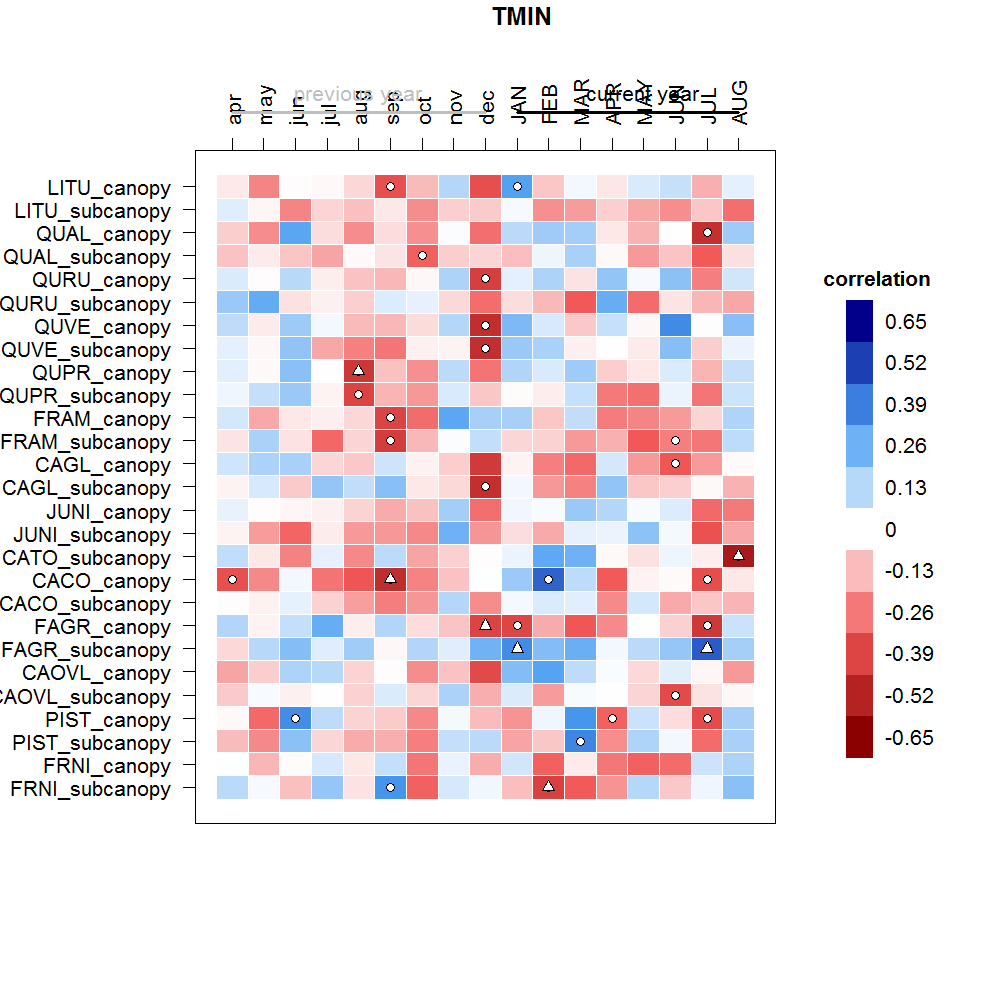 TMIN
previous year
current year
apr
may
jun
jul
aug
sep
oct
nov
dec
JAN
FEB
MAR
APR
MAY
JUN
JUL
AUG
LITU_canopy
LITU_subcanopy
QUAL_canopy
QUAL_subcanopy
QURU_canopy
QURU_subcanopy
QUVE_canopy
QUVE_subcanopy
QUPR_canopy
QUPR_subcanopy
FRAM_canopy
FRAM_subcanopy
CAGL_canopy
CAGL_subcanopy
JUNI_canopy
JUNI_subcanopy
CATO_subcanopy
CACO_canopy
CACO_subcanopy
FAGR_canopy
FAGR_subcanopy
CAOVL_canopy
CAOVL_subcanopy
PIST_canopy
PIST_subcanopy
FRNI_canopy
FRNI_subcanopy
correlation
0.65
0.52
0.39
0.26
0.13
0
-0.13
-0.26
-0.39
-0.52
-0.65